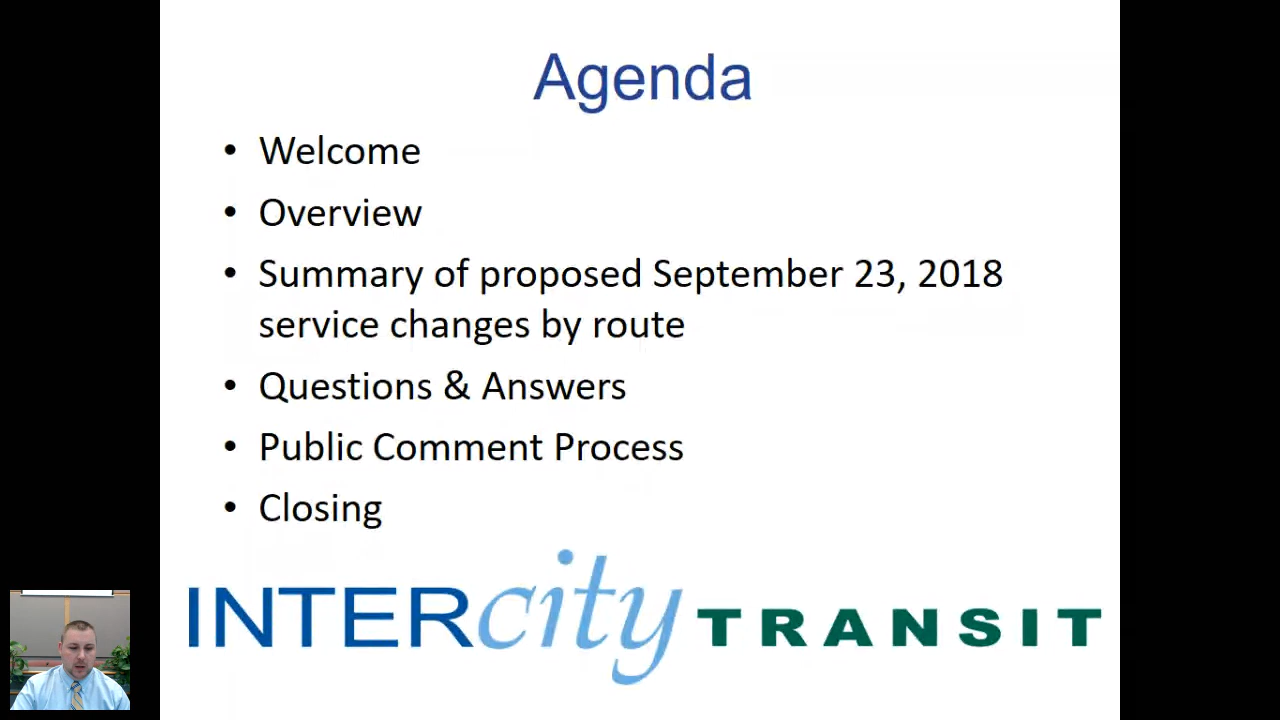 Agenda
• Welcome
• Overview
• Summary of proposed September 23, 2018
service changes by route
• Questions & Answers
• Public Comment Process
• Closing
INTERcity TRANSIT